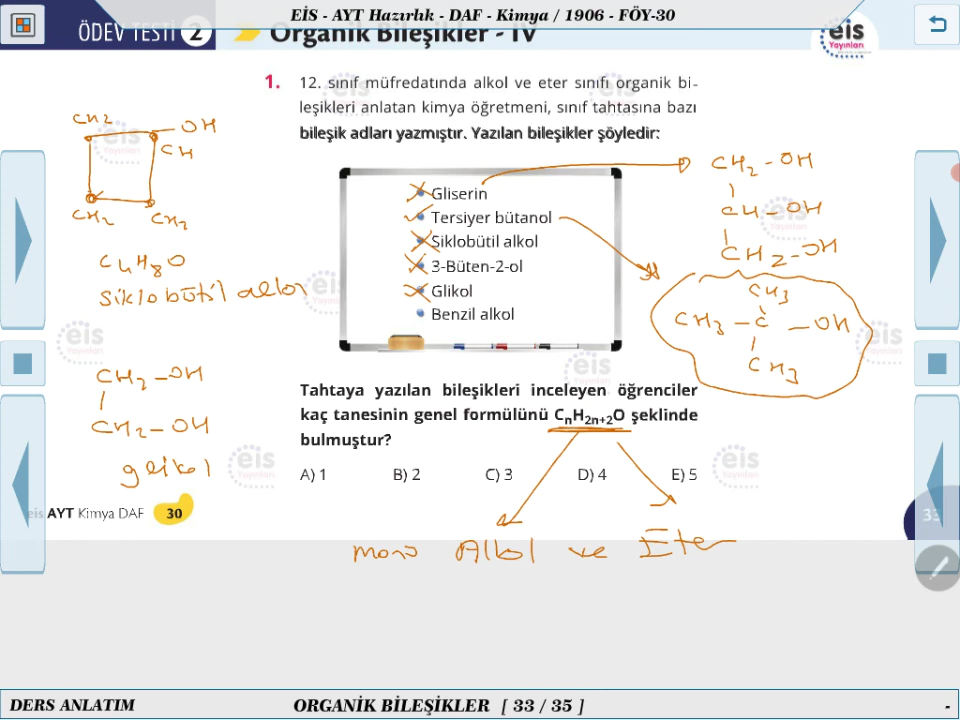 EİS - AYT Hazırlık - DAF - Kimya / 1906 - FÖY-30
ÖDEV TESTİ 2 Organik Bileşikler - IV
eis Yayınları
1. 12. sınıf müfredatında alkol ve eter sınıfı organik bi-
leşikleri anlatan kimya öğretmeni, sınıf tahtasına bazı
bileşik adları yazmıştır. Yazılan bileşikler şöyledir:
CH2 - OH
CH
CH2 CH2
C4H8O
Siklobütil alkol
• Gliserin
• Tersiyer bütanol
• Siklobütil alkol
• 3-Büten-2-ol
• Glikol
• Benzil alkol
CH2 - OH
CH - OH
CH2 - OH
CH3
CH3 - C - OH
CH3
CH2 - OH
CH2 - OH
glikol
Tahtaya yazılan bileşikleri inceleyen öğrenciler
kaç tanesinin genel formülünü CnH2n+2O şeklinde
bulmuştur?
A) 1 B) 2 C) 3 D) 4 E) 5
eis AYT Kimya DAF 30
33
mono Alkol ve Eter
DERS ANLATIM ORGANİK BİLEŞİKLER [ 33 / 35 ] -